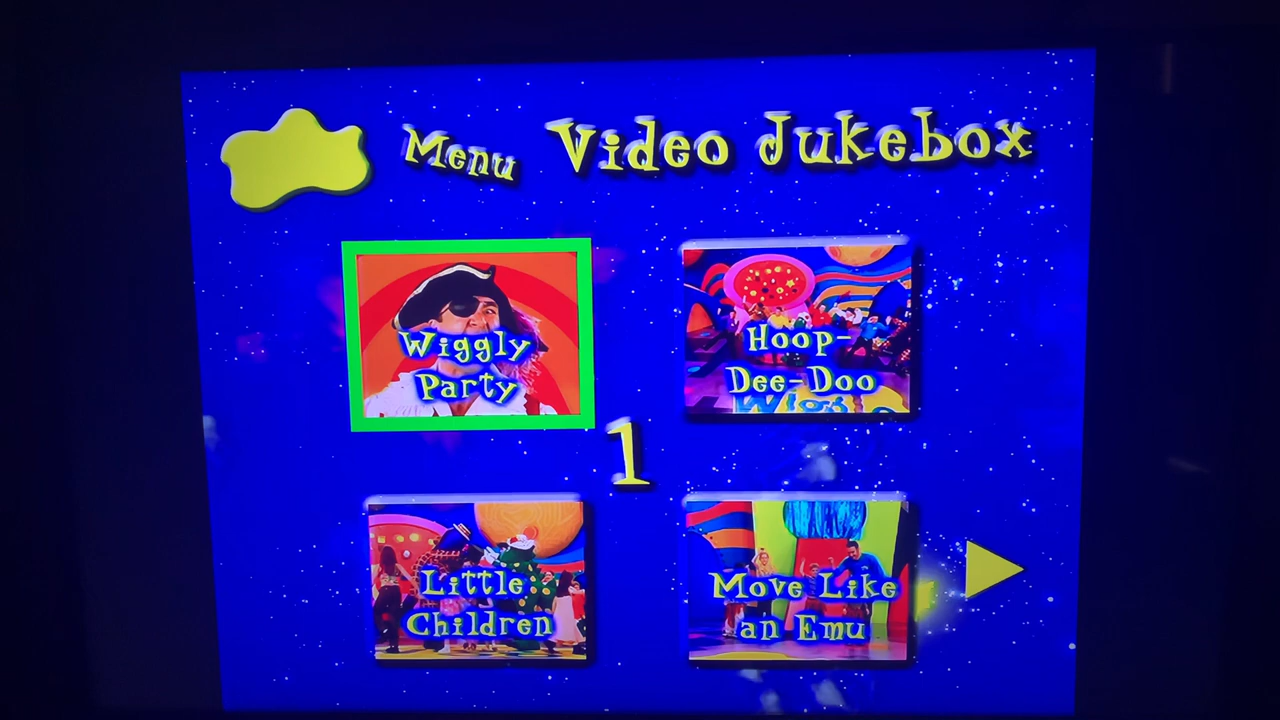 Menu Video Jukebox
Wiggly
Party
Hoop-
Dee-Doo
1
Little
Children
Move Like
an Emu